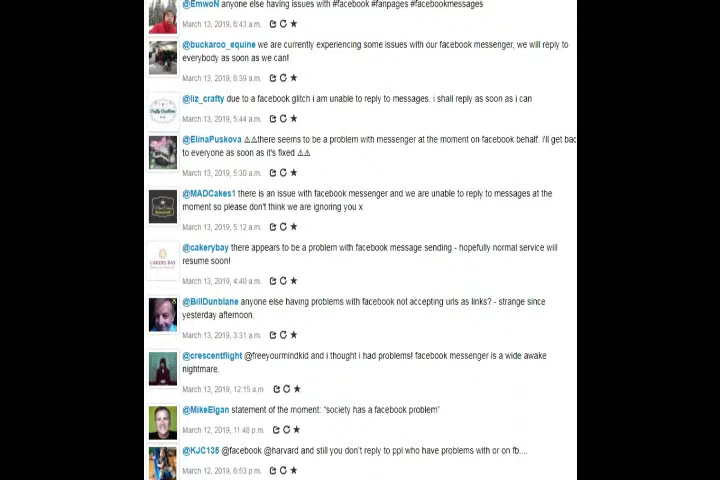 @EmwoN anyone else having issues with #facebook #fanpages #facebookmessages
March 13, 2019, 6:43 a.m.
@buckaroo_equine we are currently experiencing some issues with our facebook messenger, we will reply to
everybody as soon as we can!
March 13, 2019, 6:39 a.m.
@liz_crafty due to a facebook glitch i am unable to reply to messages. i shall reply as soon as i can
March 13, 2019, 5:44 a.m.
@ElinaPuskova ⚠⚠there seems to be a problem with messenger at the moment on facebook behalf. i'll get back
to everyone as soon as it's fixed ⚠⚠
March 13, 2019, 5:30 a.m.
@MADCakes1 there is an issue with facebook messenger and we are unable to reply to messages at the
moment so please don't think we are ignoring you x
March 13, 2019, 5:12 a.m.
@cakerybay there appears to be a problem with facebook message sending - hopefully normal service will
resume soon!
CAKERY BAY
March 13, 2019, 4:40 a.m.
@BillDunblane anyone else having problems with facebook not accepting urls as links? - strange since
yesterday afternoon.
March 13, 2019, 3:31 a.m.
@crescentflight @freeyourmindkid and i thought i had problems! facebook messenger is a wide awake
nightmare.
March 13, 2019, 12:15 a.m
@MikeElgan statement of the moment: "society has a facebook problem"
March 12, 2019, 11:48 p.m.
@KJC135 @facebook @harvard and still you don't reply to ppl who have problems with or on fb....
March 12, 2019, 6:53 p.m.